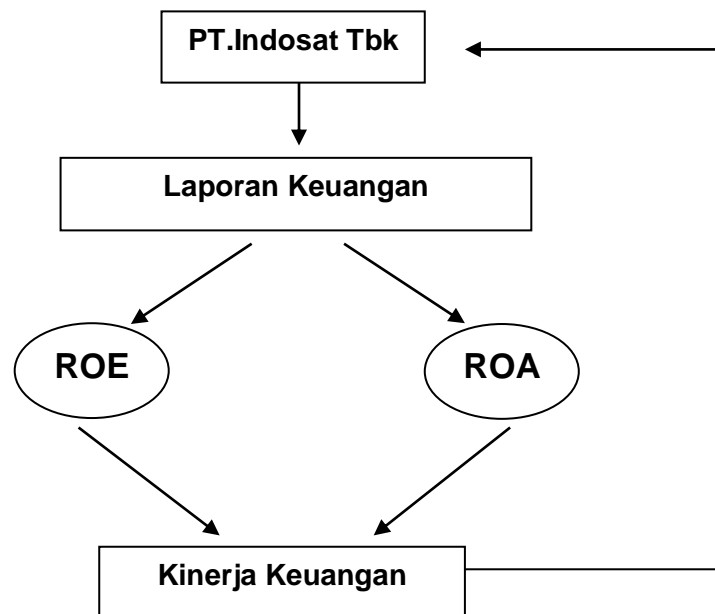 PT.Indosat Tbk
Laporan Keuangan
ROE
ROA
Kinerja Keuangan